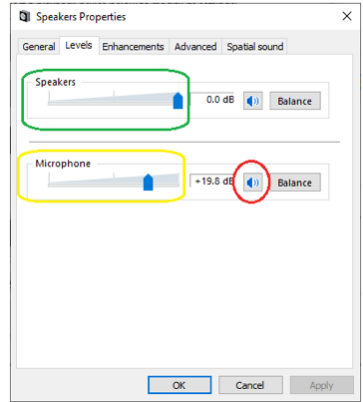 Speakers Properties
General Levels Enhancements Advanced Spatial sound
Speakers
0.0 dB Balance
Microphone
+19.8 dB Balance
OK Cancel Apply